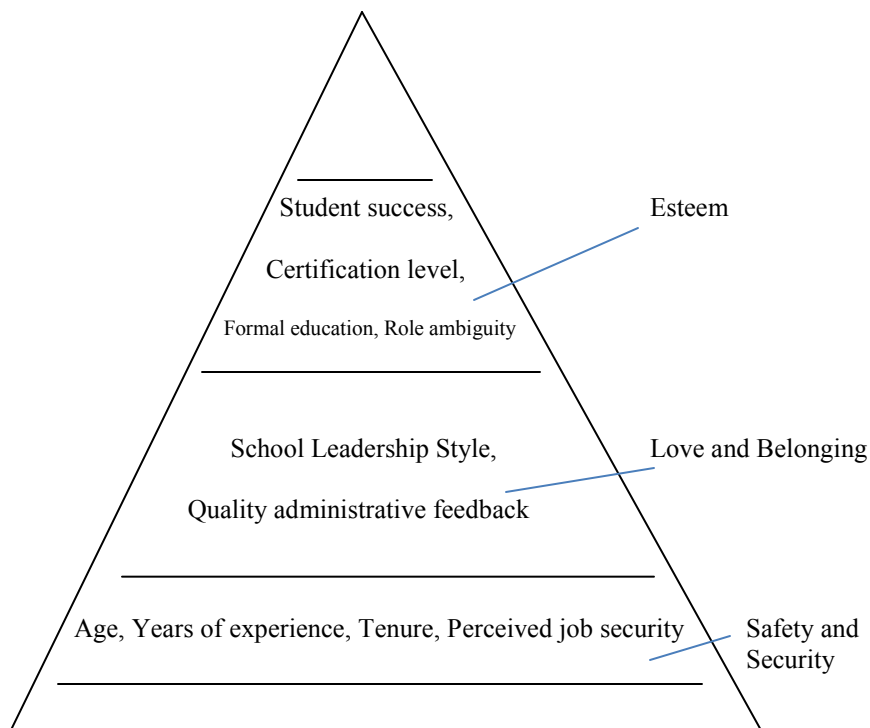 Student success,
Esteem
Certification level,
Formal education, Role ambiguity
School Leadership Style,
Love and Belonging
Quality administrative feedback
Age, Years of experience, Tenure, Perceived job security
Safety and
Security